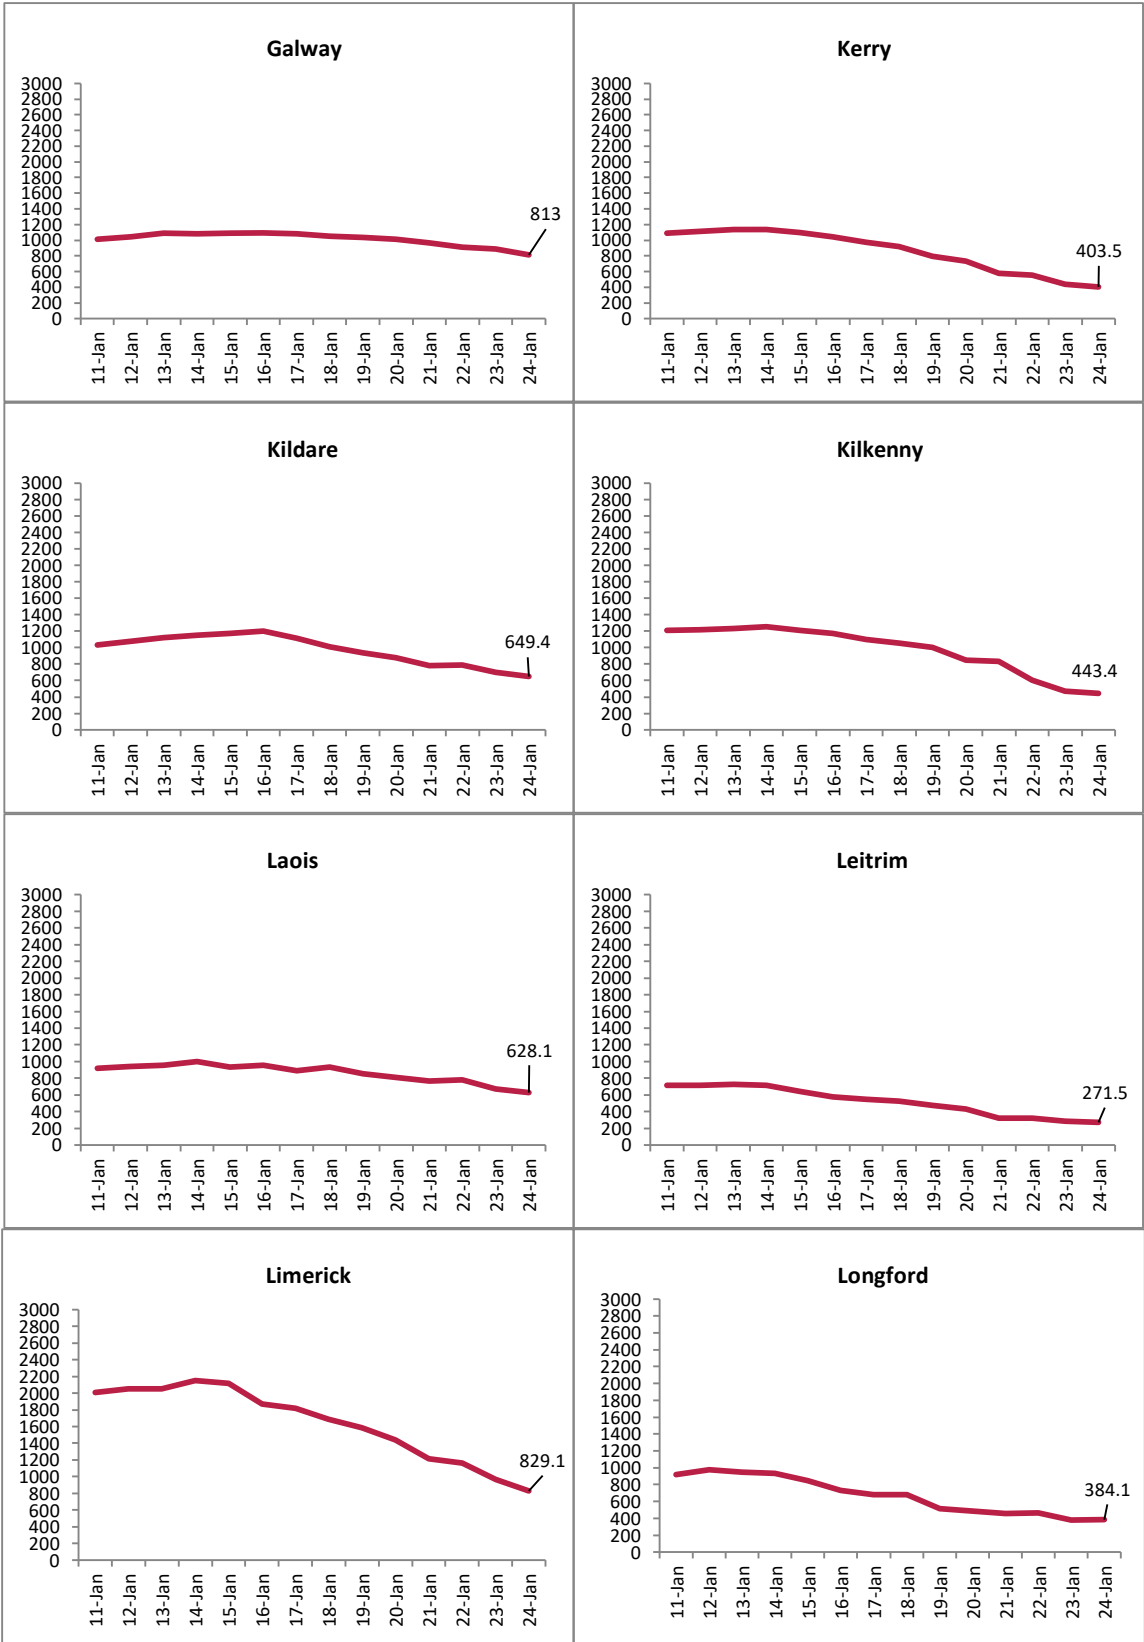 Galway
3000
2800
2600
2400
2200
2000
1800
1600
1400
1200
1000
800
600
400
200
0
813
11-Jan
12-Jan
13-Jan
14-Jan
15-Jan
16-Jan
17-Jan
18-Jan
19-Jan
20-Jan
21-Jan
22-Jan
23-Jan
24-Jan
Kerry
3000
2800
2600
2400
2200
2000
1800
1600
1400
1200
1000
800
600
400
200
0
403.5
11-Jan
12-Jan
13-Jan
14-Jan
15-Jan
16-Jan
17-Jan
18-Jan
19-Jan
20-Jan
21-Jan
22-Jan
23-Jan
24-Jan
Kildare
3000
2800
2600
2400
2200
2000
1800
1600
1400
1200
1000
800
600
400
200
0
649.4
11-Jan
12-Jan
13-Jan
14-Jan
15-Jan
16-Jan
17-Jan
18-Jan
19-Jan
20-Jan
21-Jan
22-Jan
23-Jan
24-Jan
Kilkenny
3000
2800
2600
2400
2200
2000
1800
1600
1400
1200
1000
800
600
400
200
0
443.4
11-Jan
12-Jan
13-Jan
14-Jan
15-Jan
16-Jan
17-Jan
18-Jan
19-Jan
20-Jan
21-Jan
22-Jan
23-Jan
24-Jan
Laois
3000
2800
2600
2400
2200
2000
1800
1600
1400
1200
1000
800
600
400
200
0
628.1
11-Jan
12-Jan
13-Jan
14-Jan
15-Jan
16-Jan
17-Jan
18-Jan
19-Jan
20-Jan
21-Jan
22-Jan
23-Jan
24-Jan
Leitrim
3000
2800
2600
2400
2200
2000
1800
1600
1400
1200
1000
800
600
400
200
0
271.5
11-Jan
12-Jan
13-Jan
14-Jan
15-Jan
16-Jan
17-Jan
18-Jan
19-Jan
20-Jan
21-Jan
22-Jan
23-Jan
24-Jan
Limerick
3000
2800
2600
2400
2200
2000
1800
1600
1400
1200
1000
800
600
400
200
0
829.1
11-Jan
12-Jan
13-Jan
14-Jan
15-Jan
16-Jan
17-Jan
18-Jan
19-Jan
20-Jan
21-Jan
22-Jan
23-Jan
24-Jan
Longford
3000
2800
2600
2400
2200
2000
1800
1600
1400
1200
1000
800
600
400
200
0
384.1
11-Jan
12-Jan
13-Jan
14-Jan
15-Jan
16-Jan
17-Jan
18-Jan
19-Jan
20-Jan
21-Jan
22-Jan
23-Jan
24-Jan